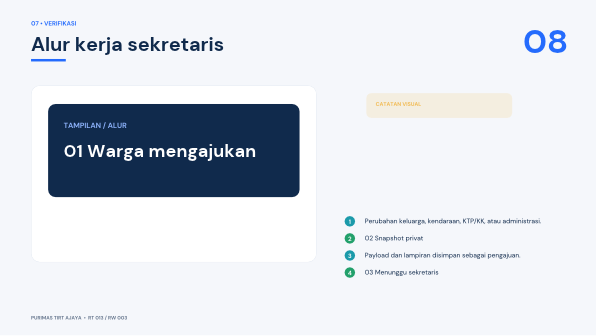 07 • VERIFIKASI
Alur kerja sekretaris
08
TAMPILAN / ALUR
01 Warga mengajukan
CATATAN VISUAL
1 Perubahan keluarga, kendaraan, KTP/KK, atau administrasi.
2 02 Snapshot privat
3 Payload dan lampiran disimpan sebagai pengajuan.
4 03 Menunggu sekretaris
PURIMAS TIRT AJAYA • RT 013 / RW 003